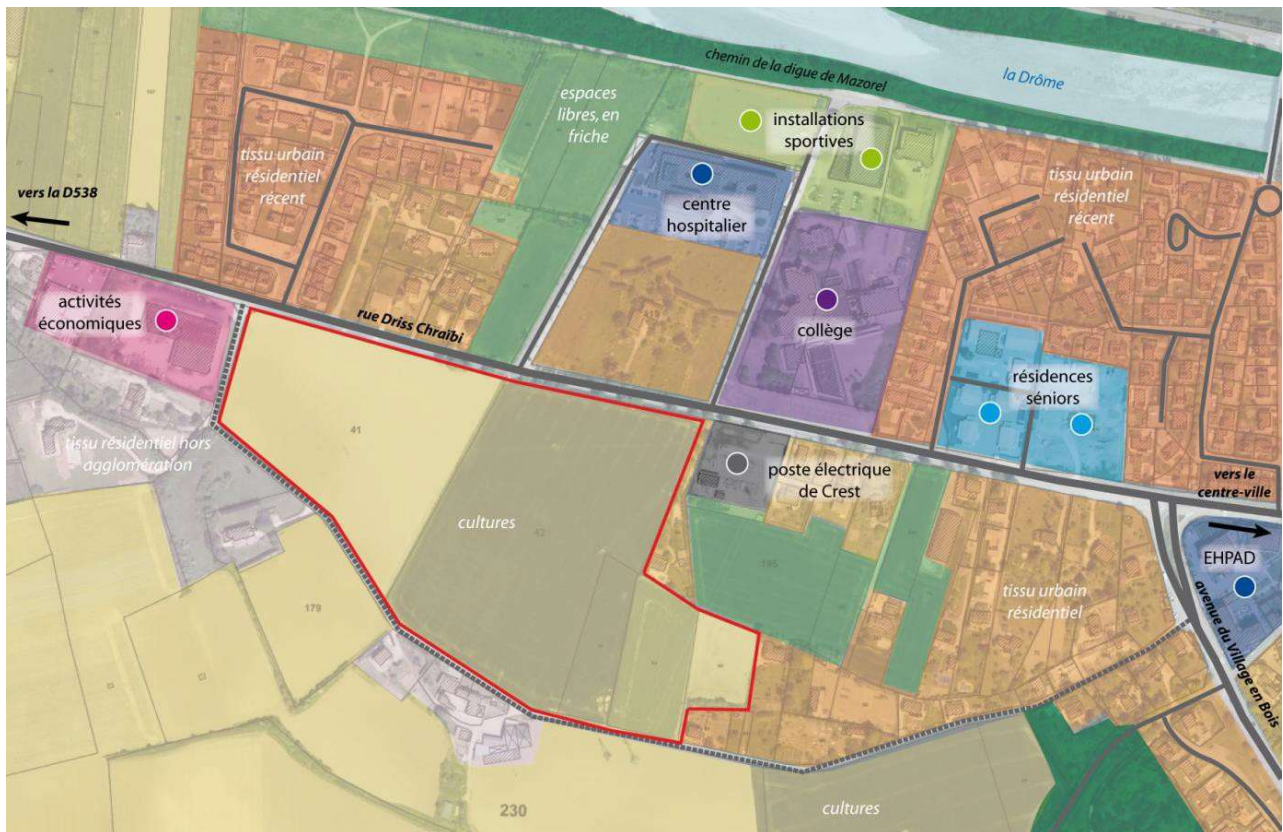 chemin de la digue de Mazorel
la Drôme
espaces
libres, en
friche
installations
sportives
tissu urbain
résidentiel
récent
tissu urbain
résidentiel
récent
vers la D538
centre
hospitalier
activités
économiques
rue Driss Chraïbi
419
collège
résidences
séniors
41
tissu résidentiel hors
agglomération
poste électrique
de Crest
vers le
centre-ville
cultures
42
195
EHPAD
179
tissu urbain
résidentiel
avenue du Village en Bois
230
cultures